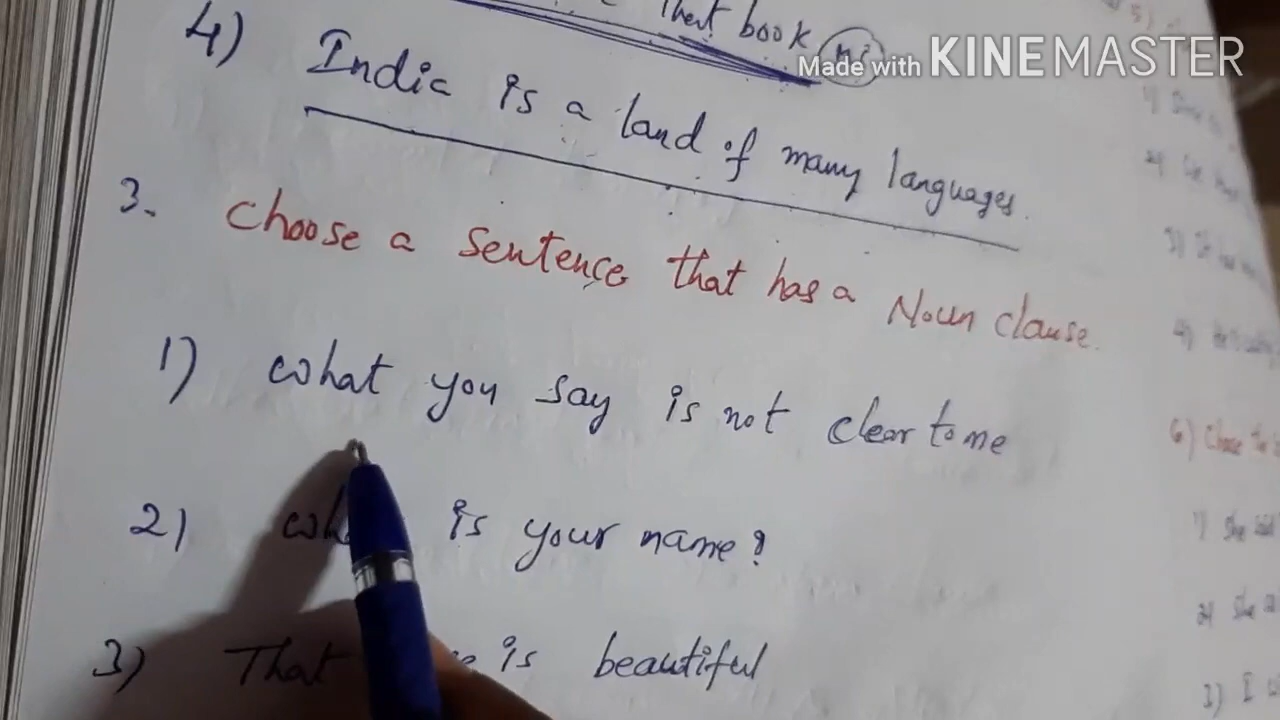 That book
Made with KINEMASTER
4) India is a land of many languages.
3. Choose a sentence that has a Noun clause.
1) What you say is not clear to me
2) is your name?
3) That is beautiful